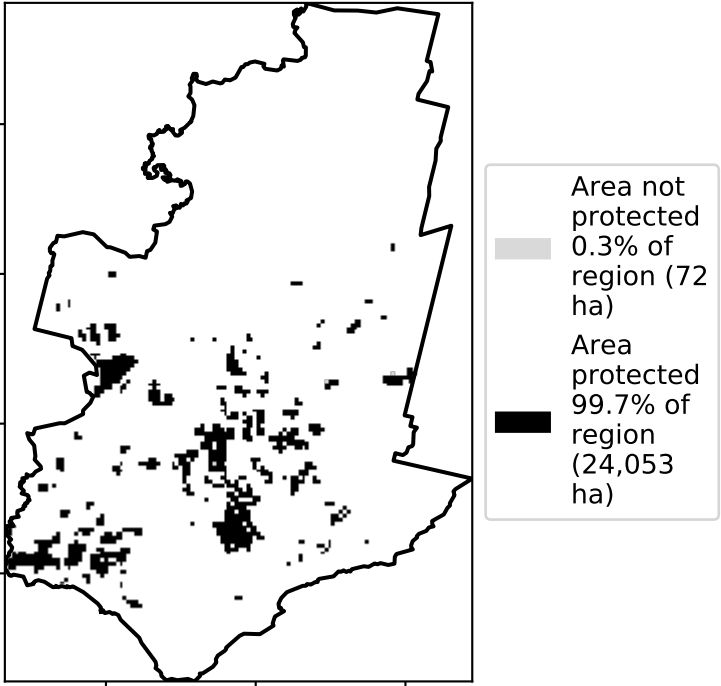 Area not
protected
0.3% of
region (72
ha)
Area
protected
99.7% of
region
(24,053
ha)